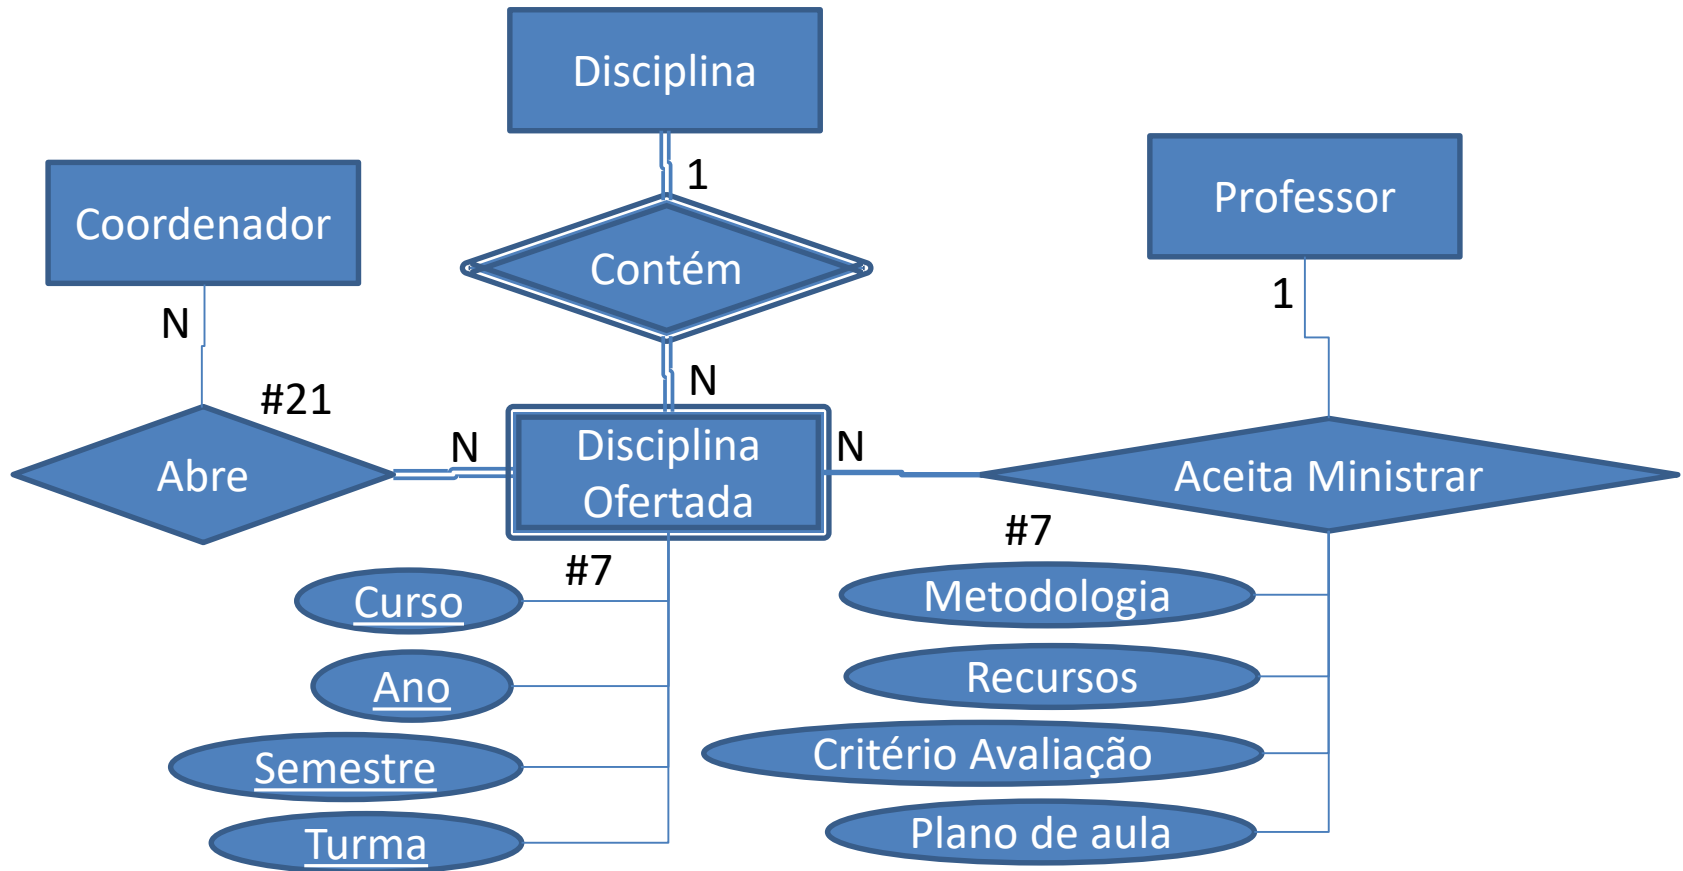 Disciplina
1
Professor
Coordenador
Contém
1
N
N
#21
N
Disciplina
Ofertada
N
N
Abre
Aceita Ministrar
#7
#7
Curso
Metodologia
Ano
Recursos
Semestre
Critério Avaliação
Turma
Plano de aula